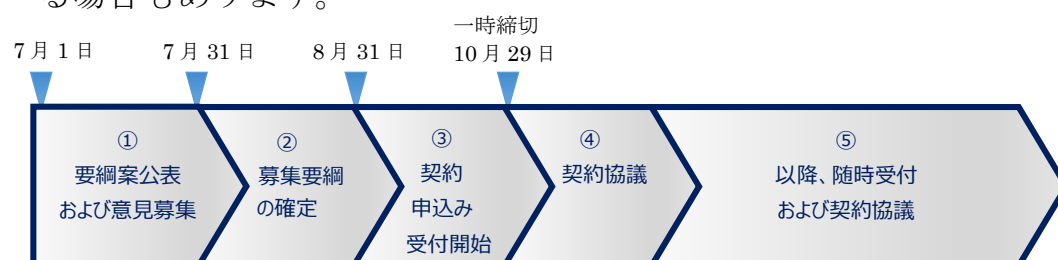 る場合もあります。
一時締切
7月1日 7月31日 8月31日 10月29日
①
要綱案公表
および意見募集
②
募集要綱
の確定
③
契約
申込み
受付開始
④
契約協議
⑤
以降、随時受付
および契約協議